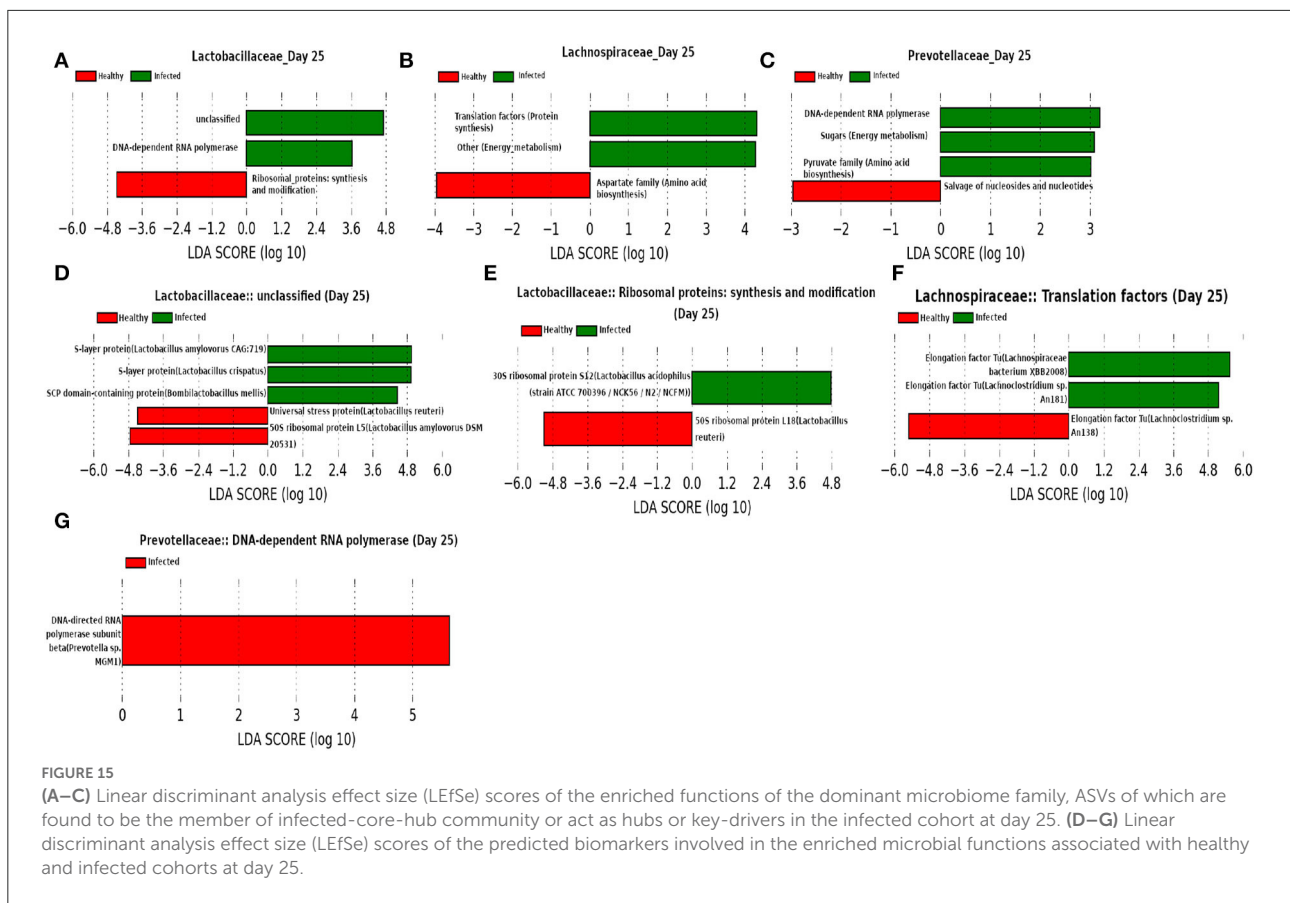 A
Lactobacillaceae_Day 25
Healthy Infected
unclassified
DNA-dependent RNA polymerase
Ribosomal proteins: synthesis
and modification
−6.0 −4.8 −3.6 −2.4 −1.2 0.0 1.2 2.4 3.6 4.8
LDA SCORE (log 10)
B
Lachnospiraceae_Day 25
Healthy Infected
Translation factors (Protein
synthesis)
Other (Energy metabolism)
Aspartate family (Amino acid
biosynthesis)
−4 −3 −2 −1 0 1 2 3 4
LDA SCORE (log 10)
C
Prevotellaceae_Day 25
Healthy Infected
DNA-dependent RNA polymerase
Sugars (Energy metabolism)
Pyruvate family (Amino acid
biosynthesis)
Salvage of nucleosides and nucleotides
−3 −2 −1 0 1 2 3
LDA SCORE (log 10)
D
Lactobacillaceae:: unclassified (Day 25)
Healthy Infected
S-layer protein(Lactobacillus amylovorus CAG:719)
S-layer protein(Lactobacillus crispatus)
SCP domain-containing protein(Bombilactobacillus mellis)
Universal stress protein(Lactobacillus reuteri)
50S ribosomal protein L5(Lactobacillus amylovorus DSM
20531)
−6.0 −4.8 −3.6 −2.4 −1.2 0.0 1.2 2.4 3.6 4.8 6.0
LDA SCORE (log 10)
E
Lactobacillaceae:: Ribosomal proteins: synthesis and modification
(Day 25)
Healthy Infected
30S ribosomal protein S12(Lactobacillus acidophilus
(strain ATCC 700396 / NCK56 / N2 / NCFM))
50S ribosomal protein L18(Lactobacillus
reuteri)
−6.0 −4.8 −3.6 −2.4 −1.2 0.0 1.2 2.4 3.6 4.8
LDA SCORE (log 10)
F
Lachnospiraceae:: Translation factors (Day 25)
Healthy Infected
Elongation factor Tu(Lachnospiraceae
bacterium XBB2008)
Elongation factor Tu(Lachnoclostridium sp.
An181)
Elongation factor Tu(Lachnoclostridium sp.
An138)
−6.0 −4.8 −3.6 −2.4 −1.2 0.0 1.2 2.4 3.6 4.8 6.0
LDA SCORE (log 10)
G
Prevotellaceae:: DNA-dependent RNA polymerase (Day 25)
Infected
DNA-directed RNA
polymerase subunit
beta(Prevotella sp.
MGM1)
0 1 2 3 4 5
LDA SCORE (log 10)
FIGURE 15
(A–C) Linear discriminant analysis effect size (LEfSe) scores of the enriched functions of the dominant microbiome family, ASVs of which are
found to be the member of infected-core-hub community or act as hubs or key-drivers in the infected cohort at day 25. (D–G) Linear
discriminant analysis effect size (LEfSe) scores of the predicted biomarkers involved in the enriched microbial functions associated with healthy
and infected cohorts at day 25.